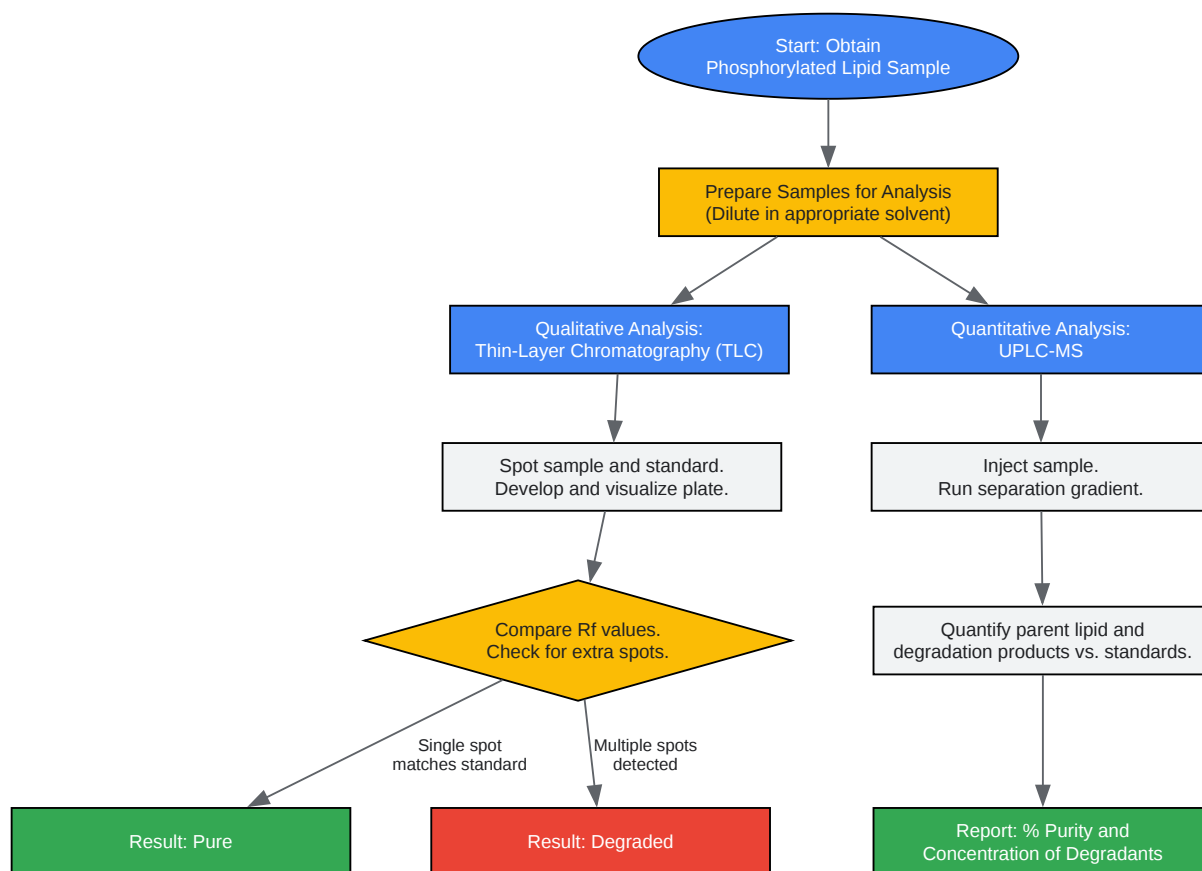 Start: Obtain
Phosphorylated Lipid Sample
Prepare Samples for Analysis
(Dilute in appropriate solvent)
Qualitative Analysis:
Thin-Layer Chromatography (TLC)
Quantitative Analysis:
UPLC-MS
Spot sample and standard.
Develop and visualize plate.
Inject sample.
Run separation gradient.
Compare Rf values.
Check for extra spots.
Quantify parent lipid and
degradation products vs. standards.
Single spot
matches standard
Multiple spots
detected
Result: Pure
Result: Degraded
Report: % Purity and
Concentration of Degradants